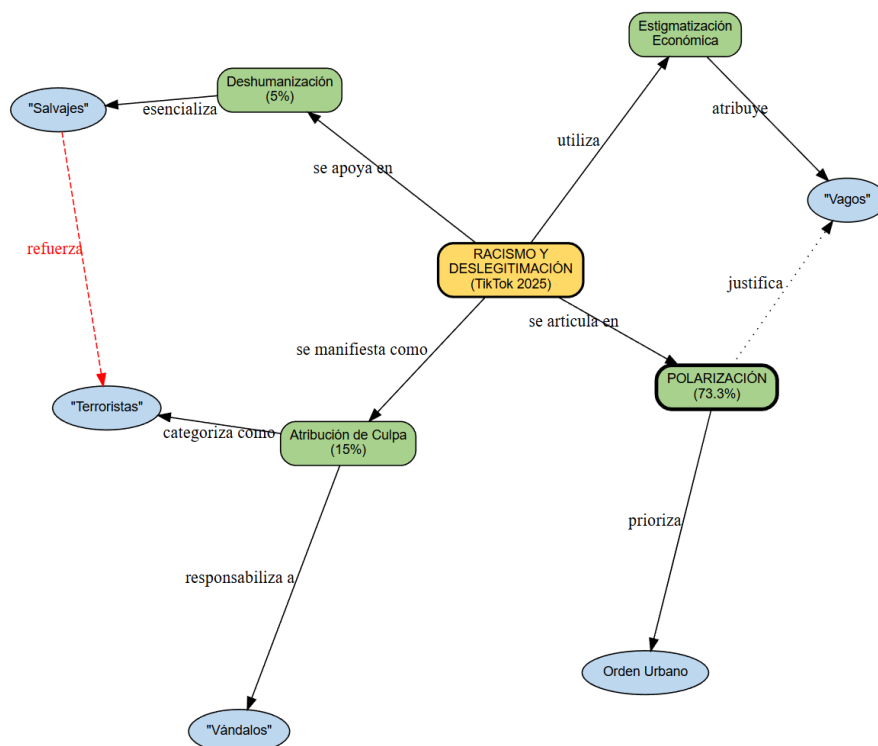 Estigmatización
Económica
Deshumanización
(5%)
"Salvajes"
esencializa
atribuye
utiliza
se apoya en
"Vagos"
refuerza
RACISMO Y
DESLEGITIMACIÓN
(TikTok 2025)
justifica
se articula en
se manifiesta como
POLARIZACIÓN
(73.3%)
"Terroristas"
categoriza como
Atribución de Culpa
(15%)
prioriza
responsabiliza a
Orden Urbano
"Vándalos"